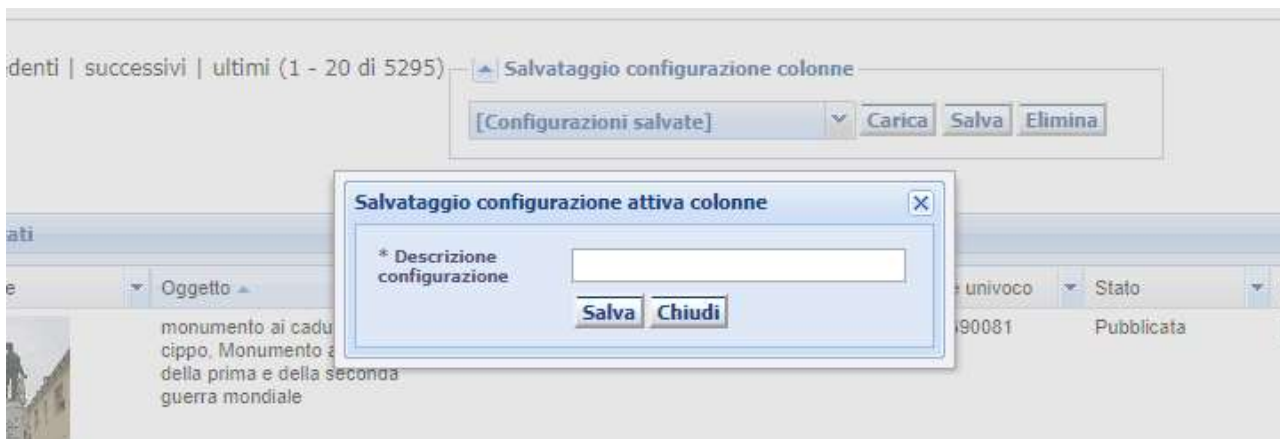 denti | successivi | ultimi (1 - 20 di 5295)
Salvataggio configurazione colonne
[Configurazioni salvate] Carica Salva Elimina
Salvataggio configurazione attiva colonne
ati
* Descrizione
configurazione
Salva Chiudi
e Oggetto univoco Stato
monumento ai cadu 90081 Pubblicata
cippo, Monumento a
della prima e della seconda
guerra mondiale